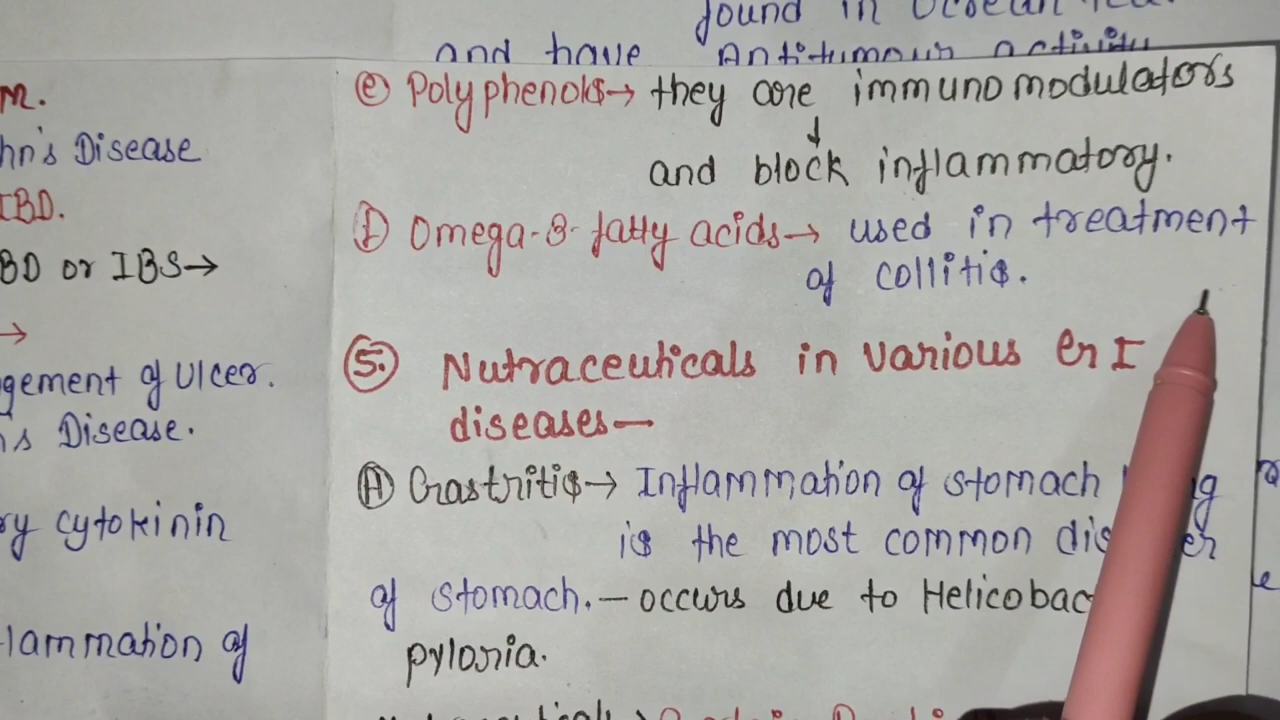 found in
and have Antitumour activity
m.
hn's Disease
IBD.
BD or IBS→
→
gement of Ulcer.
is Disease.
ry cytokinin
lammation of
(e) Polyphenols→ they are immunomodulators
↓
and block inflammatory.
(f) Omega-3-fatty acids→ used in treatment
of collitis.
(5.) Nutraceuticals in various GI
diseases—
(A) Gastritis→ Inflammation of stomach
is the most common
of stomach. — occurs due to Helicobac
pyloria.